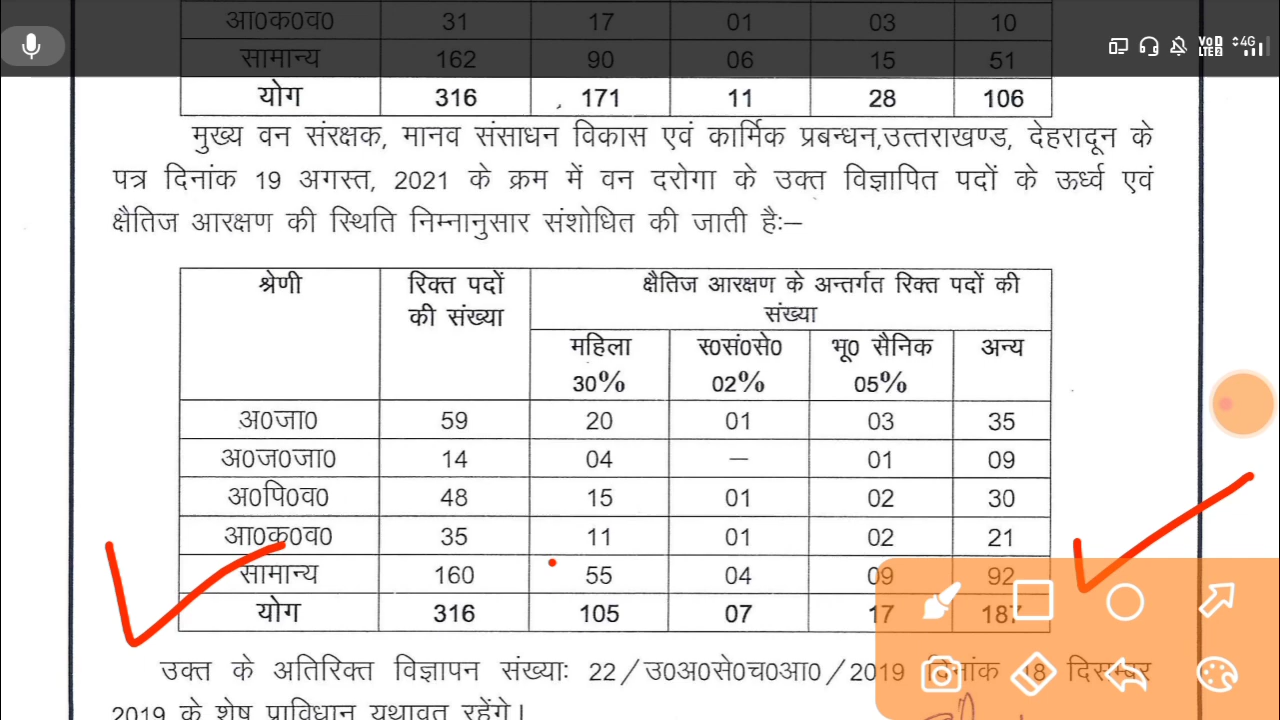 आ0क0व0 31 17 01 03 10
सामान्य 162 90 06 15 51
योग 316 171 11 28 106
मुख्य वन संरक्षक, मानव संसाधन विकास एवं कार्मिक प्रबन्धन,उत्तराखण्ड, देहरादून के
पत्र दिनांक 19 अगस्त, 2021 के क्रम में वन दरोगा के उक्त विज्ञापित पदों के ऊर्ध्व एवं
क्षैतिज आरक्षण की स्थिति निम्नानुसार संशोधित की जाती हैः–
श्रेणी रिक्त पदों क्षैतिज आरक्षण के अन्तर्गत रिक्त पदों की
की संख्या संख्या
महिला स0सं0से0 भू0 सैनिक अन्य
30% 02% 05%
अ0जा0 59 20 01 03 35
अ0ज0जा0 14 04 – 01 09
अ0पि0व0 48 15 01 02 30
आ0क0व0 35 11 01 02 21
सामान्य 160 55 04 09 92
योग 316 105 07 17 187
उक्त के अतिरिक्त विज्ञापन संख्याः 22/उ0अ0से0च0आ0/2019 दिनांक 18 दिसम्बर
2019 के शेष प्राविधान यथावत रहेंगे।
VoLTE 2 4G